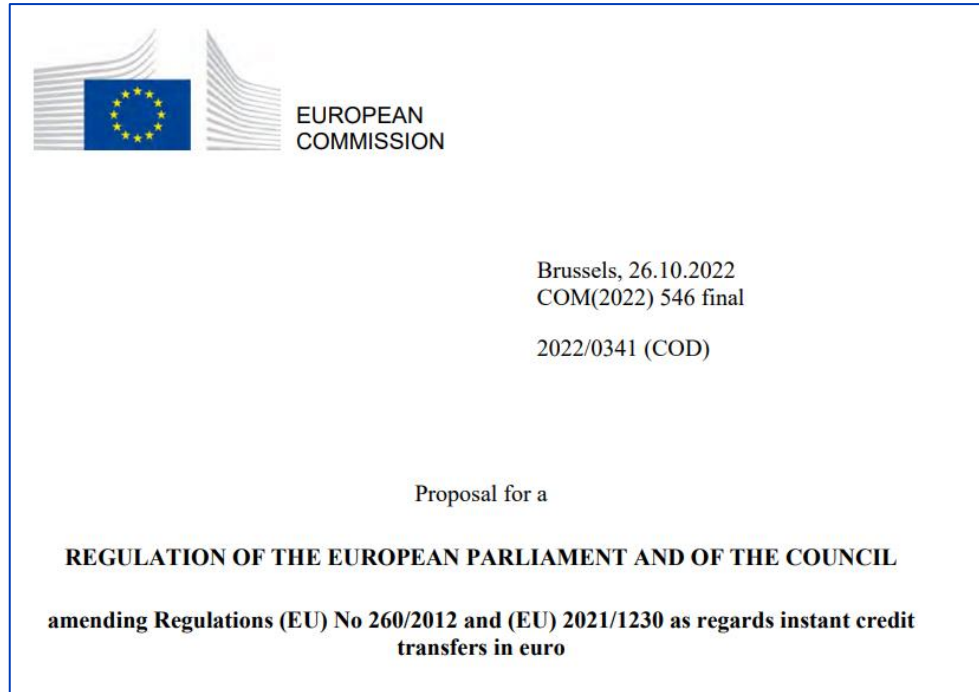 EUROPEAN
COMMISSION
Brussels, 26.10.2022
COM(2022) 546 final
2022/0341 (COD)
Proposal for a
REGULATION OF THE EUROPEAN PARLIAMENT AND OF THE COUNCIL
amending Regulations (EU) No 260/2012 and (EU) 2021/1230 as regards instant credit
transfers in euro